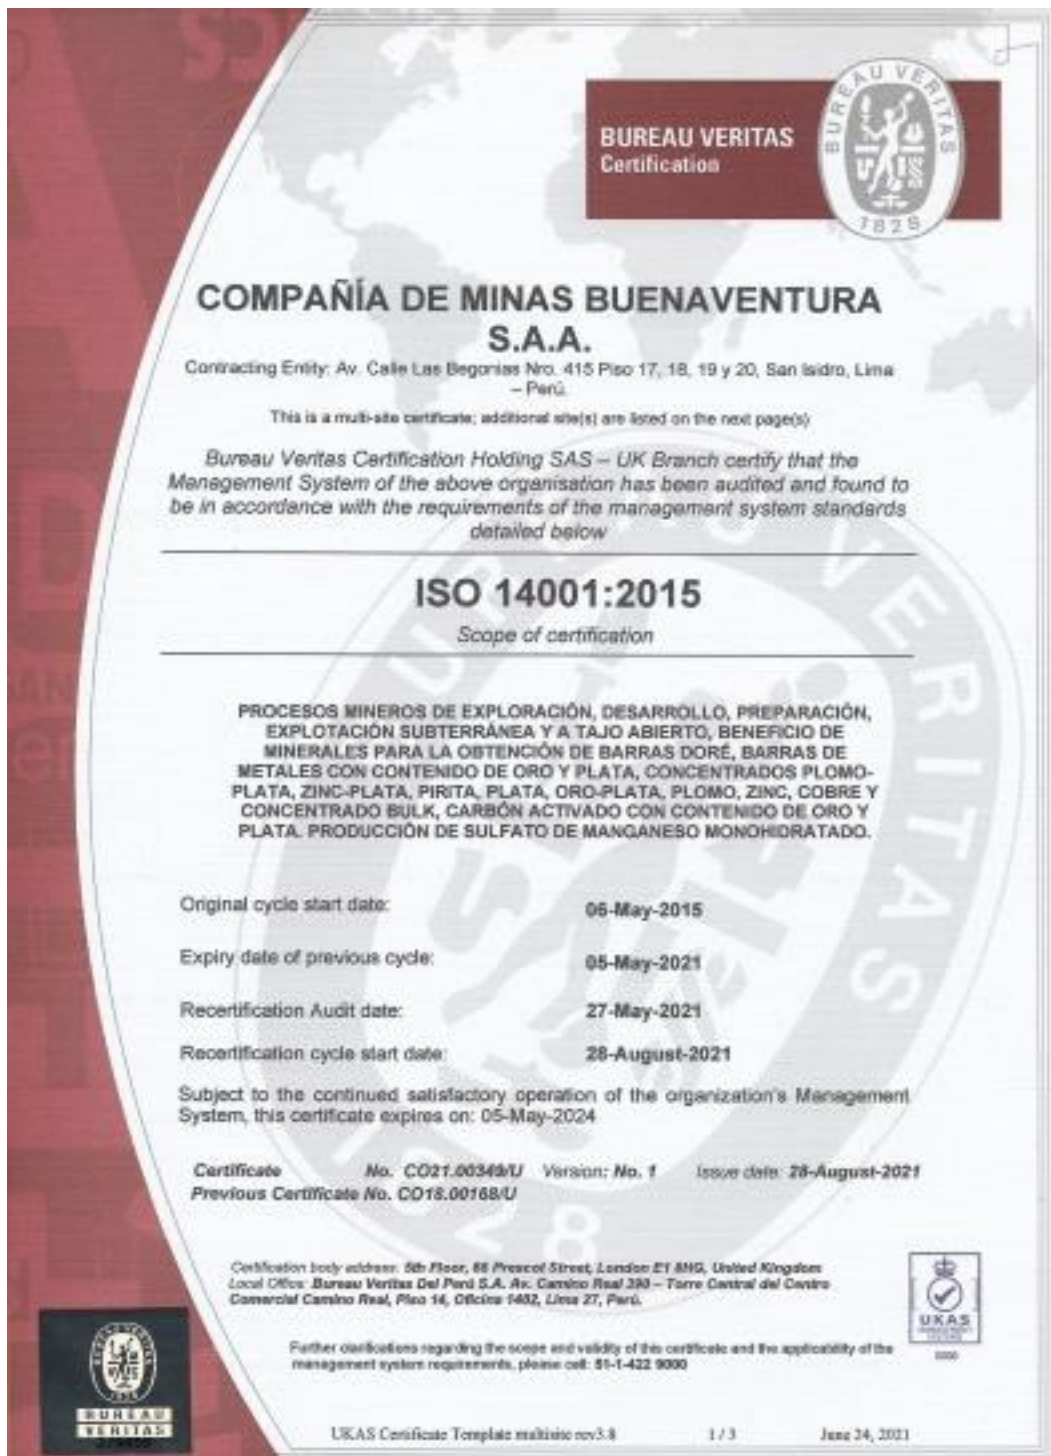 BUREAU VERITAS
Certification
BUREAU VERITAS
1828
COMPAÑÍA DE MINAS BUENAVENTURA
S.A.A.
Contracting Entity: Av. Calle Las Begonias Nro. 415 Piso 17, 18, 19 y 20, San Isidro, Lima
– Perú.
This is a multi-site certificate; additional site(s) are listed on the next page(s)
Bureau Veritas Certification Holding SAS – UK Branch certify that the
Management System of the above organisation has been audited and found to
be in accordance with the requirements of the management system standards
detailed below
ISO 14001:2015
Scope of certification
PROCESOS MINEROS DE EXPLORACIÓN, DESARROLLO, PREPARACIÓN,
EXPLOTACIÓN SUBTERRÁNEA Y A TAJO ABIERTO, BENEFICIO DE
MINERALES PARA LA OBTENCIÓN DE BARRAS DORÉ, BARRAS DE
METALES CON CONTENIDO DE ORO Y PLATA, CONCENTRADOS PLOMO-
PLATA, ZINC-PLATA, PIRITA, PLATA, ORO-PLATA, PLOMO, ZINC, COBRE Y
CONCENTRADO BULK, CARBÓN ACTIVADO CON CONTENIDO DE ORO Y
PLATA. PRODUCCIÓN DE SULFATO DE MANGANESO MONOHIDRATADO.
Original cycle start date: 06-May-2015
Expiry date of previous cycle: 05-May-2021
Recertification Audit date: 27-May-2021
Recertification cycle start date: 28-August-2021
Subject to the continued satisfactory operation of the organization's Management
System, this certificate expires on: 05-May-2024
Certificate No. CO21.00349/U Version: No. 1 Issue date: 28-August-2021
Previous Certificate No. CO18.00168/U
Certification body address: 5th Floor, 66 Prescot Street, London E1 8HG, United Kingdom
Local Office: Bureau Veritas Del Perú S.A. Av. Camino Real 390 – Torre Central del Centro
Comercial Camino Real, Piso 14, Oficina 1402, Lima 27, Perú.
UKAS
Further clarifications regarding the scope and validity of this certificate and the applicability of the
management system requirements, please call: 51-1-422 9000
BUREAU
VERITAS
UKAS Certificate Template multisite rev3.8 1 / 3 June 24, 2021